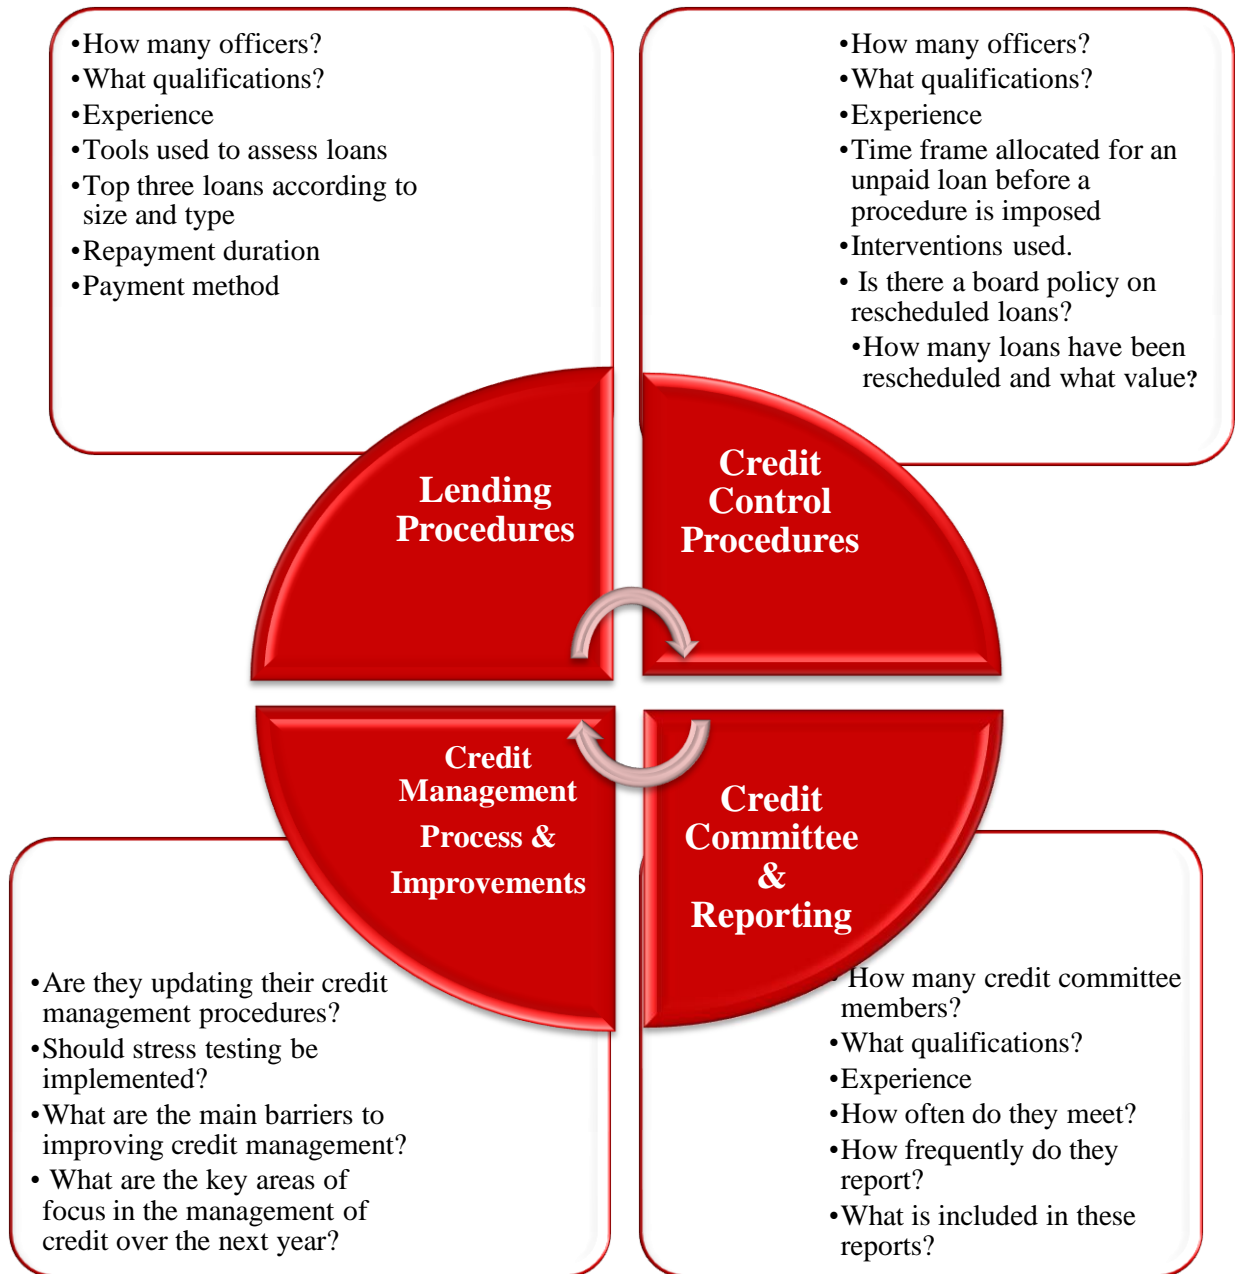 •How many officers?
•What qualifications?
•Experience
•Tools used to assess loans
•Top three loans according to
size and type
•Repayment duration
•Payment method
•How many officers?
•What qualifications?
•Experience
•Time frame allocated for an
unpaid loan before a
procedure is imposed
•Interventions used.
• Is there a board policy on
rescheduled loans?
•How many loans have been
rescheduled and what value?
Lending
Procedures
Credit
Control
Procedures
Credit
Management
Process &
Improvements
Credit
Committee
&
Reporting
•Are they updating their credit
management procedures?
•Should stress testing be
implemented?
•What are the main barriers to
improving credit management?
• What are the key areas of
focus in the management of
credit over the next year?
• How many credit committee
members?
•What qualifications?
•Experience
•How often do they meet?
•How frequently do they
report?
•What is included in these
reports?